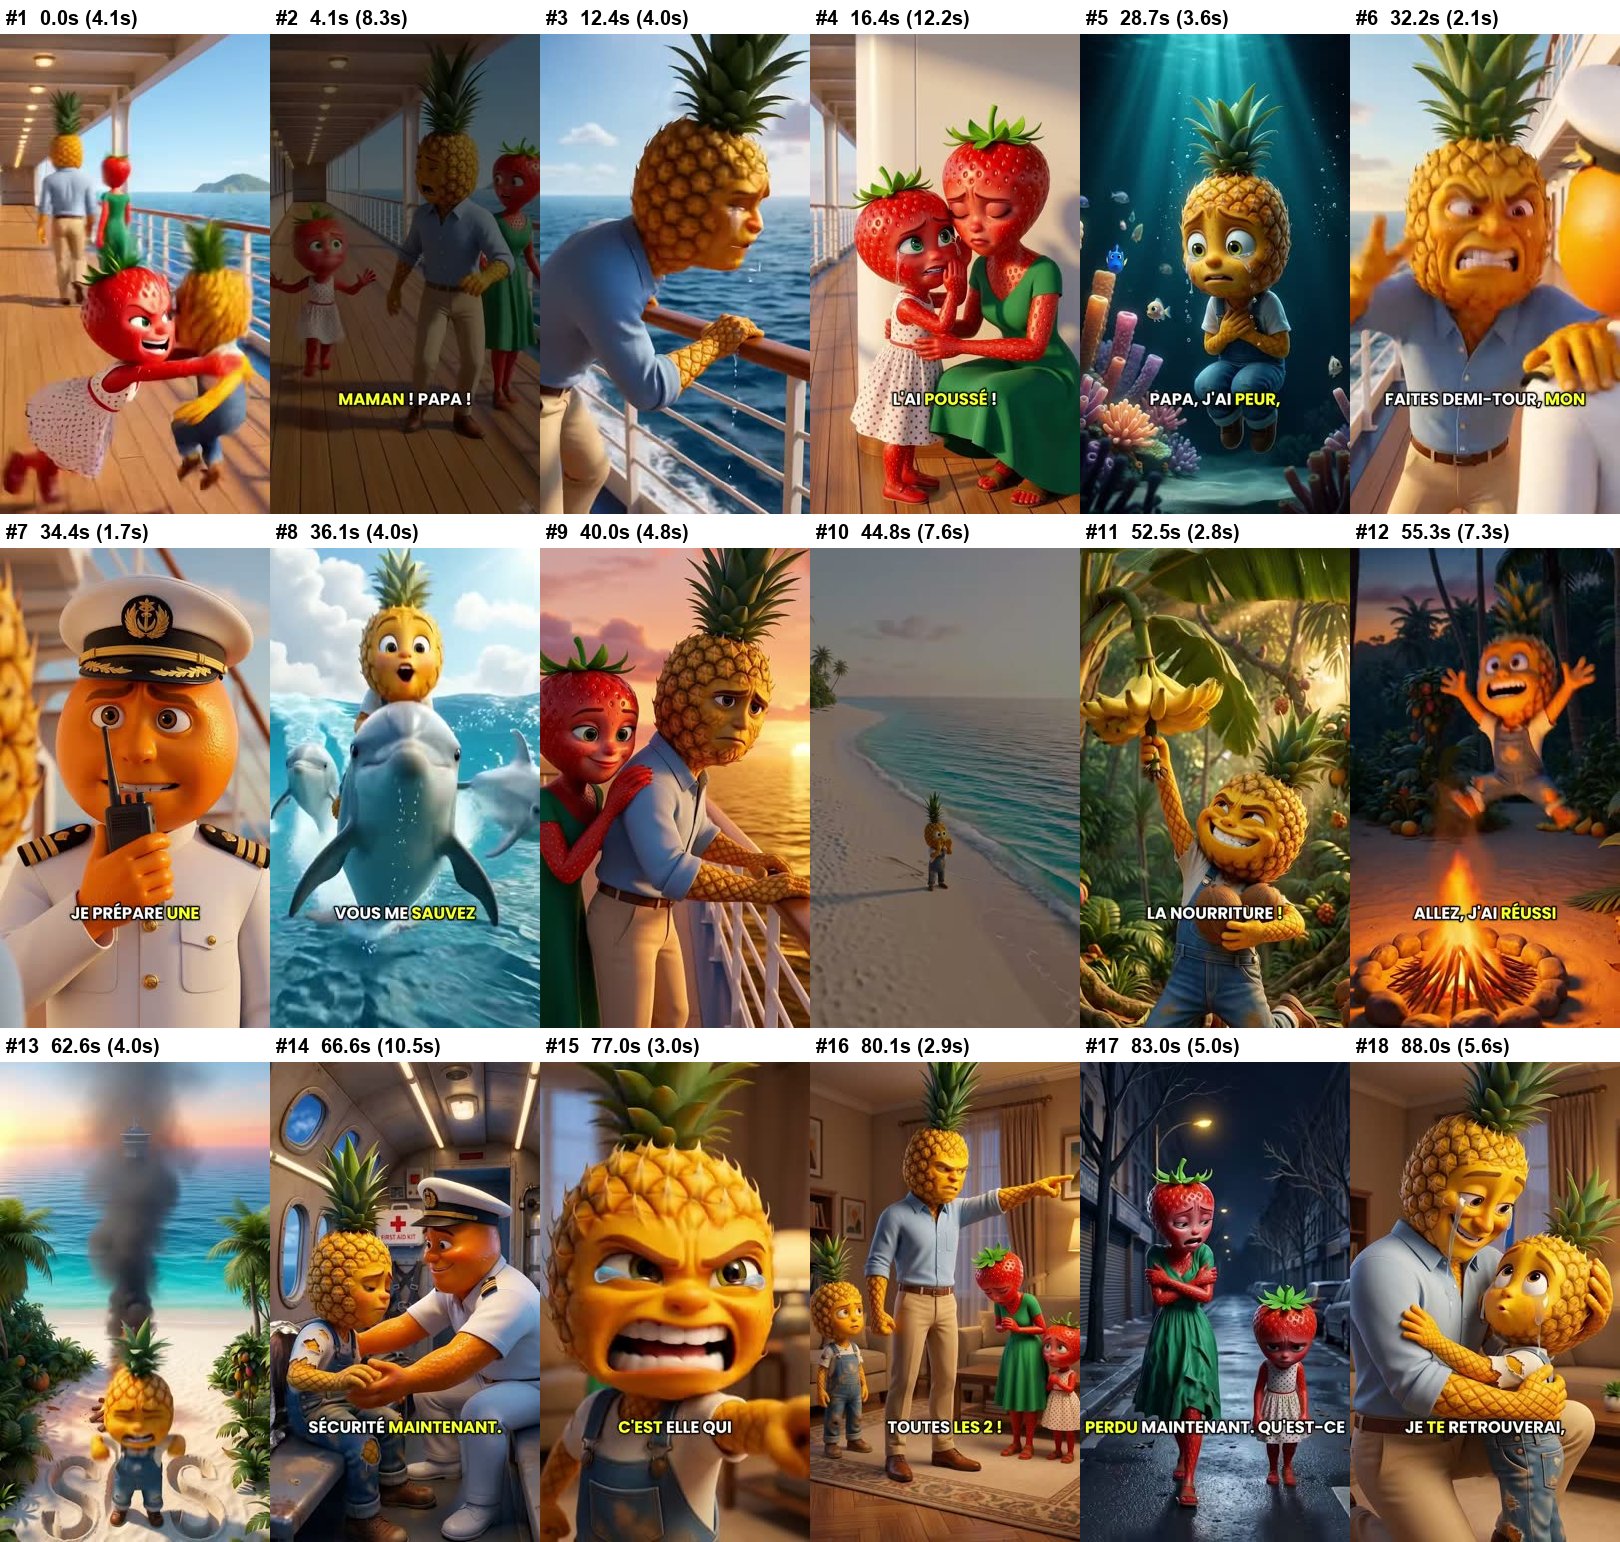 #1 0.0s (4.1s)
#2 4.1s (8.3s)
#3 12.4s (4.0s)
#4 16.4s (12.2s)
#5 28.7s (3.6s)
#6 32.2s (2.1s)
MAMAN ! PAPA !
L'AI POUSSÉ !
PAPA, J'AI PEUR,
FAITES DEMI-TOUR, MON
#7 34.4s (1.7s)
#8 36.1s (4.0s)
#9 40.0s (4.8s)
#10 44.8s (7.6s)
#11 52.5s (2.8s)
#12 55.3s (7.3s)
JE PRÉPARE UNE
VOUS ME SAUVEZ
LA NOURRITURE !
ALLEZ, J'AI RÉUSSI
#13 62.6s (4.0s)
#14 66.6s (10.5s)
#15 77.0s (3.0s)
#16 80.1s (2.9s)
#17 83.0s (5.0s)
#18 88.0s (5.6s)
FIRST AID KIT
SOS
SÉCURITÉ MAINTENANT.
C'EST ELLE QUI
TOUTES LES 2 !
PERDU MAINTENANT. QU'EST-CE
JE TE RETROUVERAI,